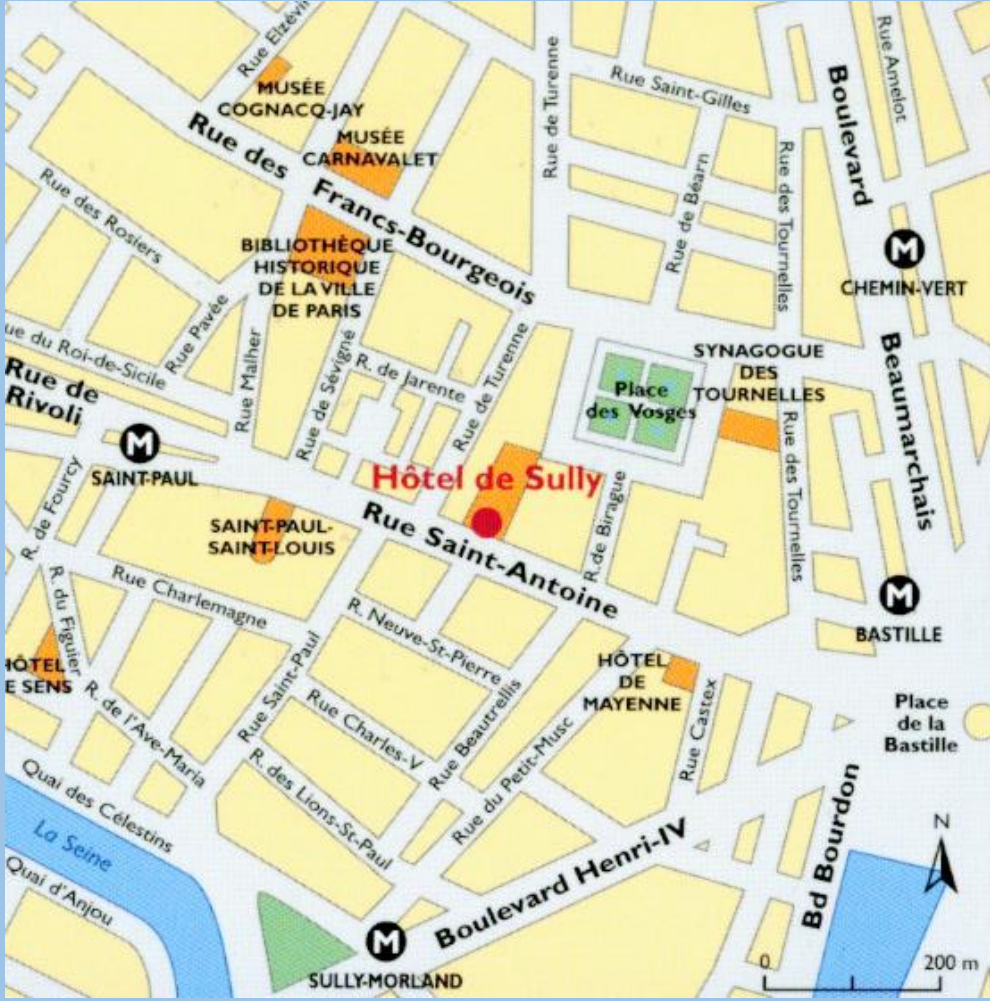 Rue Elzévir
MUSÉE
COGNACQ-JAY
MUSÉE
CARNAVALET
Rue des
Francs-Bourgeois
Rue de Turenne
Rue Saint-Gilles
Boulevard
Beaumarchais
Rue Amelot
Rue des Tournelles
Rue de Béarn
M
CHEMIN-VERT
Rue des Rosiers
BIBLIOTHÈQUE
HISTORIQUE
DE LA VILLE
DE PARIS
Rue Pavée
ue du Roi-de-Sicile
Rue Malher
Rue de Sévigné
R. de Jarente
Rue de Turenne
Place
des Vosges
SYNAGOGUE
DES
TOURNELLES
Rue de
Rivoli
M
SAINT-PAUL
Hôtel de Sully
R. de Birague
Rue des Tournelles
R. de Fourcy
SAINT-PAUL-
SAINT-LOUIS
Rue Saint-Antoine
M
BASTILLE
R. du Figuier
Rue Charlemagne
R. Neuve-St-Pierre
HÔTEL
DE
MAYENNE
HÔTEL
E SENS
R. de l'Ave-Maria
Rue Saint-Paul
Rue Charles-V
Rue Beautrellis
Rue du Petit-Musc
Rue Castex
Place
de la
Bastille
Quai des Célestins
R. des Lions-St-Paul
La Seine
Quai d'Anjou
Boulevard Henri-IV
Bd Bourdon
N
M
SULLY-MORLAND
0 200 m